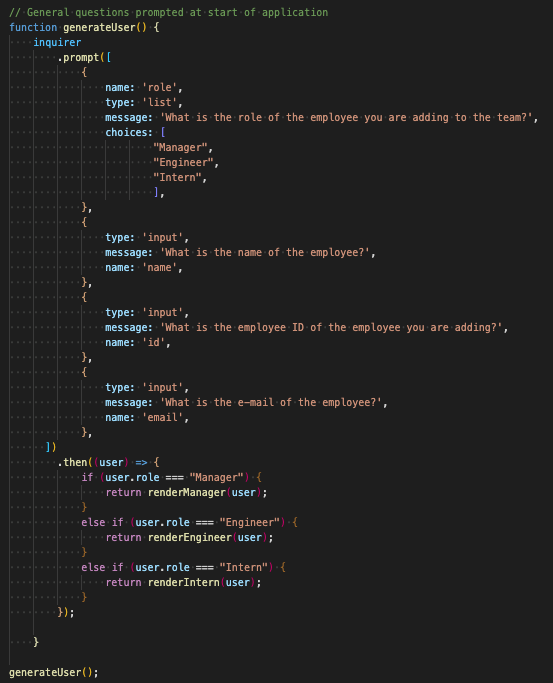 // General questions prompted at start of application
function generateUser() {
    inquirer
        .prompt([
            {
                name: 'role',
                type: 'list',
                message: 'What is the role of the employee you are adding to the team?',
                choices: [
                        "Manager",
                        "Engineer",
                        "Intern",
                        ],
            },
            {
                type: 'input',
                message: 'What is the name of the employee?',
                name: 'name',
            },
            {
                type: 'input',
                message: 'What is the employee ID of the employee you are adding?',
                name: 'id',
            },
            {
                type: 'input',
                message: 'What is the e-mail of the employee?',
                name: 'email',
            },
      ])
        .then((user) => {
            if (user.role === "Manager") {
                return renderManager(user);
            }
            else if (user.role === "Engineer") {
                return renderEngineer(user);
            }
            else if (user.role === "Intern") {
                return renderIntern(user);
            }
        });

    }

generateUser();